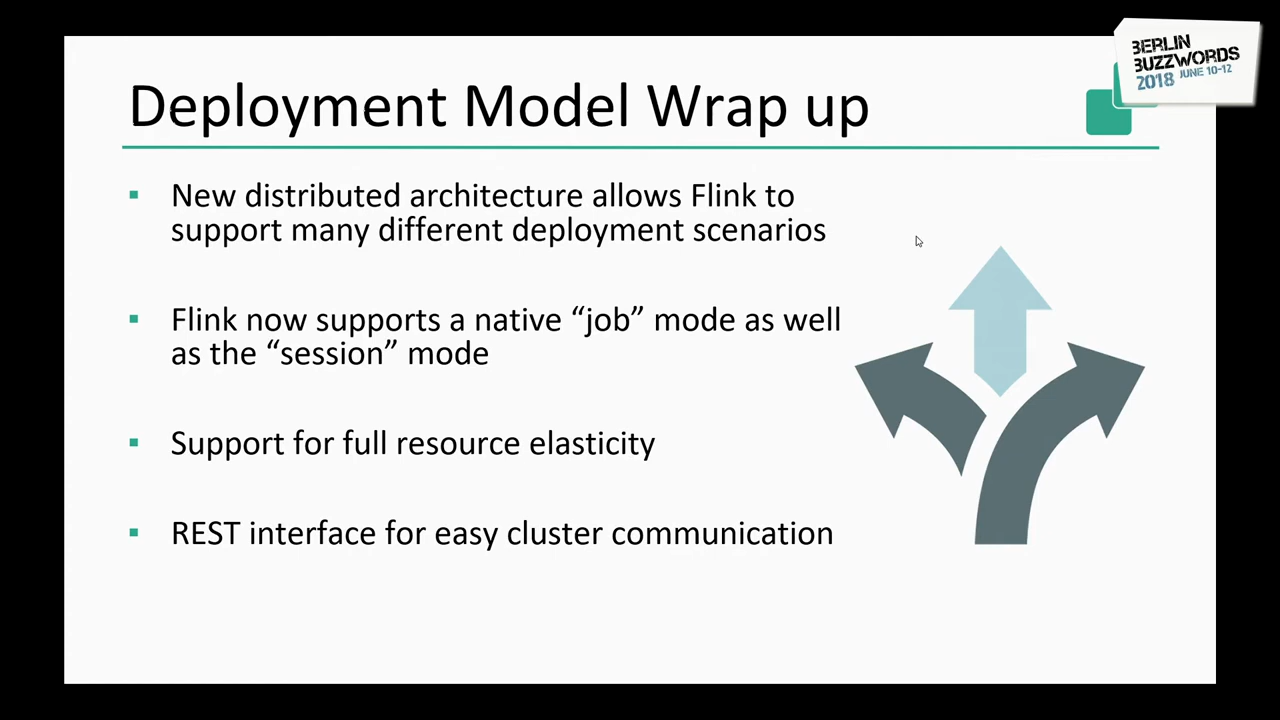 Deployment Model Wrap up
BERLIN
BUZZWORDS
2018 JUNE 10-12
▪ New distributed architecture allows Flink to
support many different deployment scenarios
▪ Flink now supports a native “job” mode as well
as the “session” mode
▪ Support for full resource elasticity
▪ REST interface for easy cluster communication